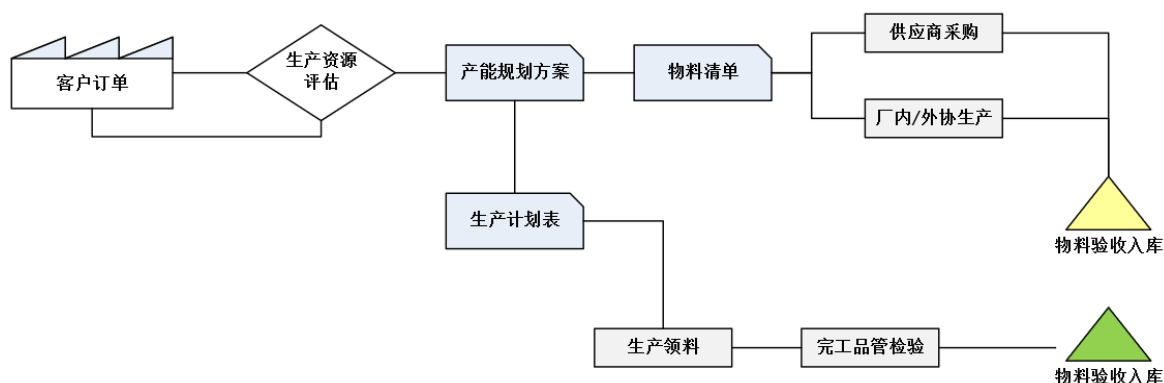 客户订单
生产资源
评估
产能规划方案
物料清单
供应商采购
厂内/外协生产
物料验收入库
生产计划表
生产领料
完工品管检验
物料验收入库